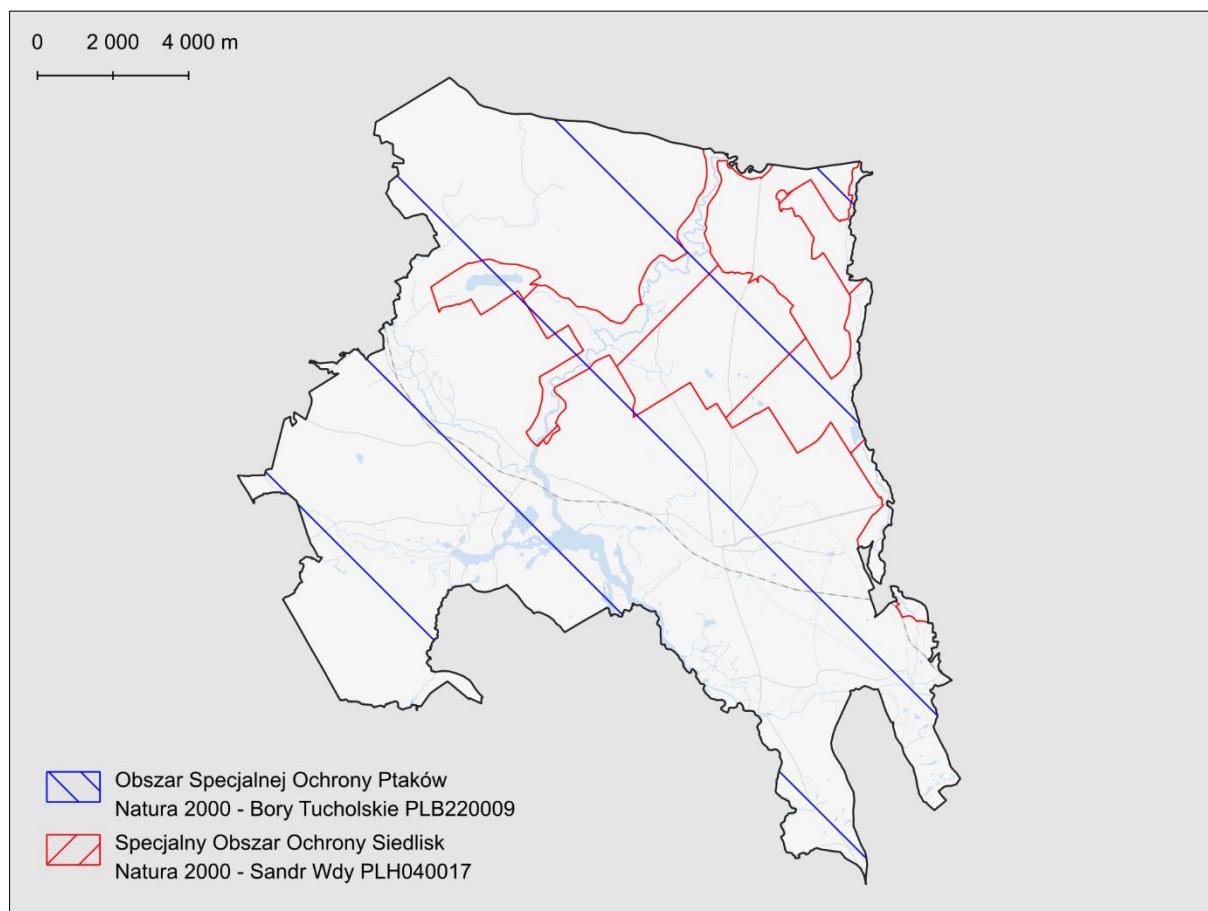 0 2 000 4 000 m
Obszar Specjalnej Ochrony Ptaków
Natura 2000 - Bory Tucholskie PLB220009
Specjalny Obszar Ochrony Siedlisk
Natura 2000 - Sandr Wdy PLH040017